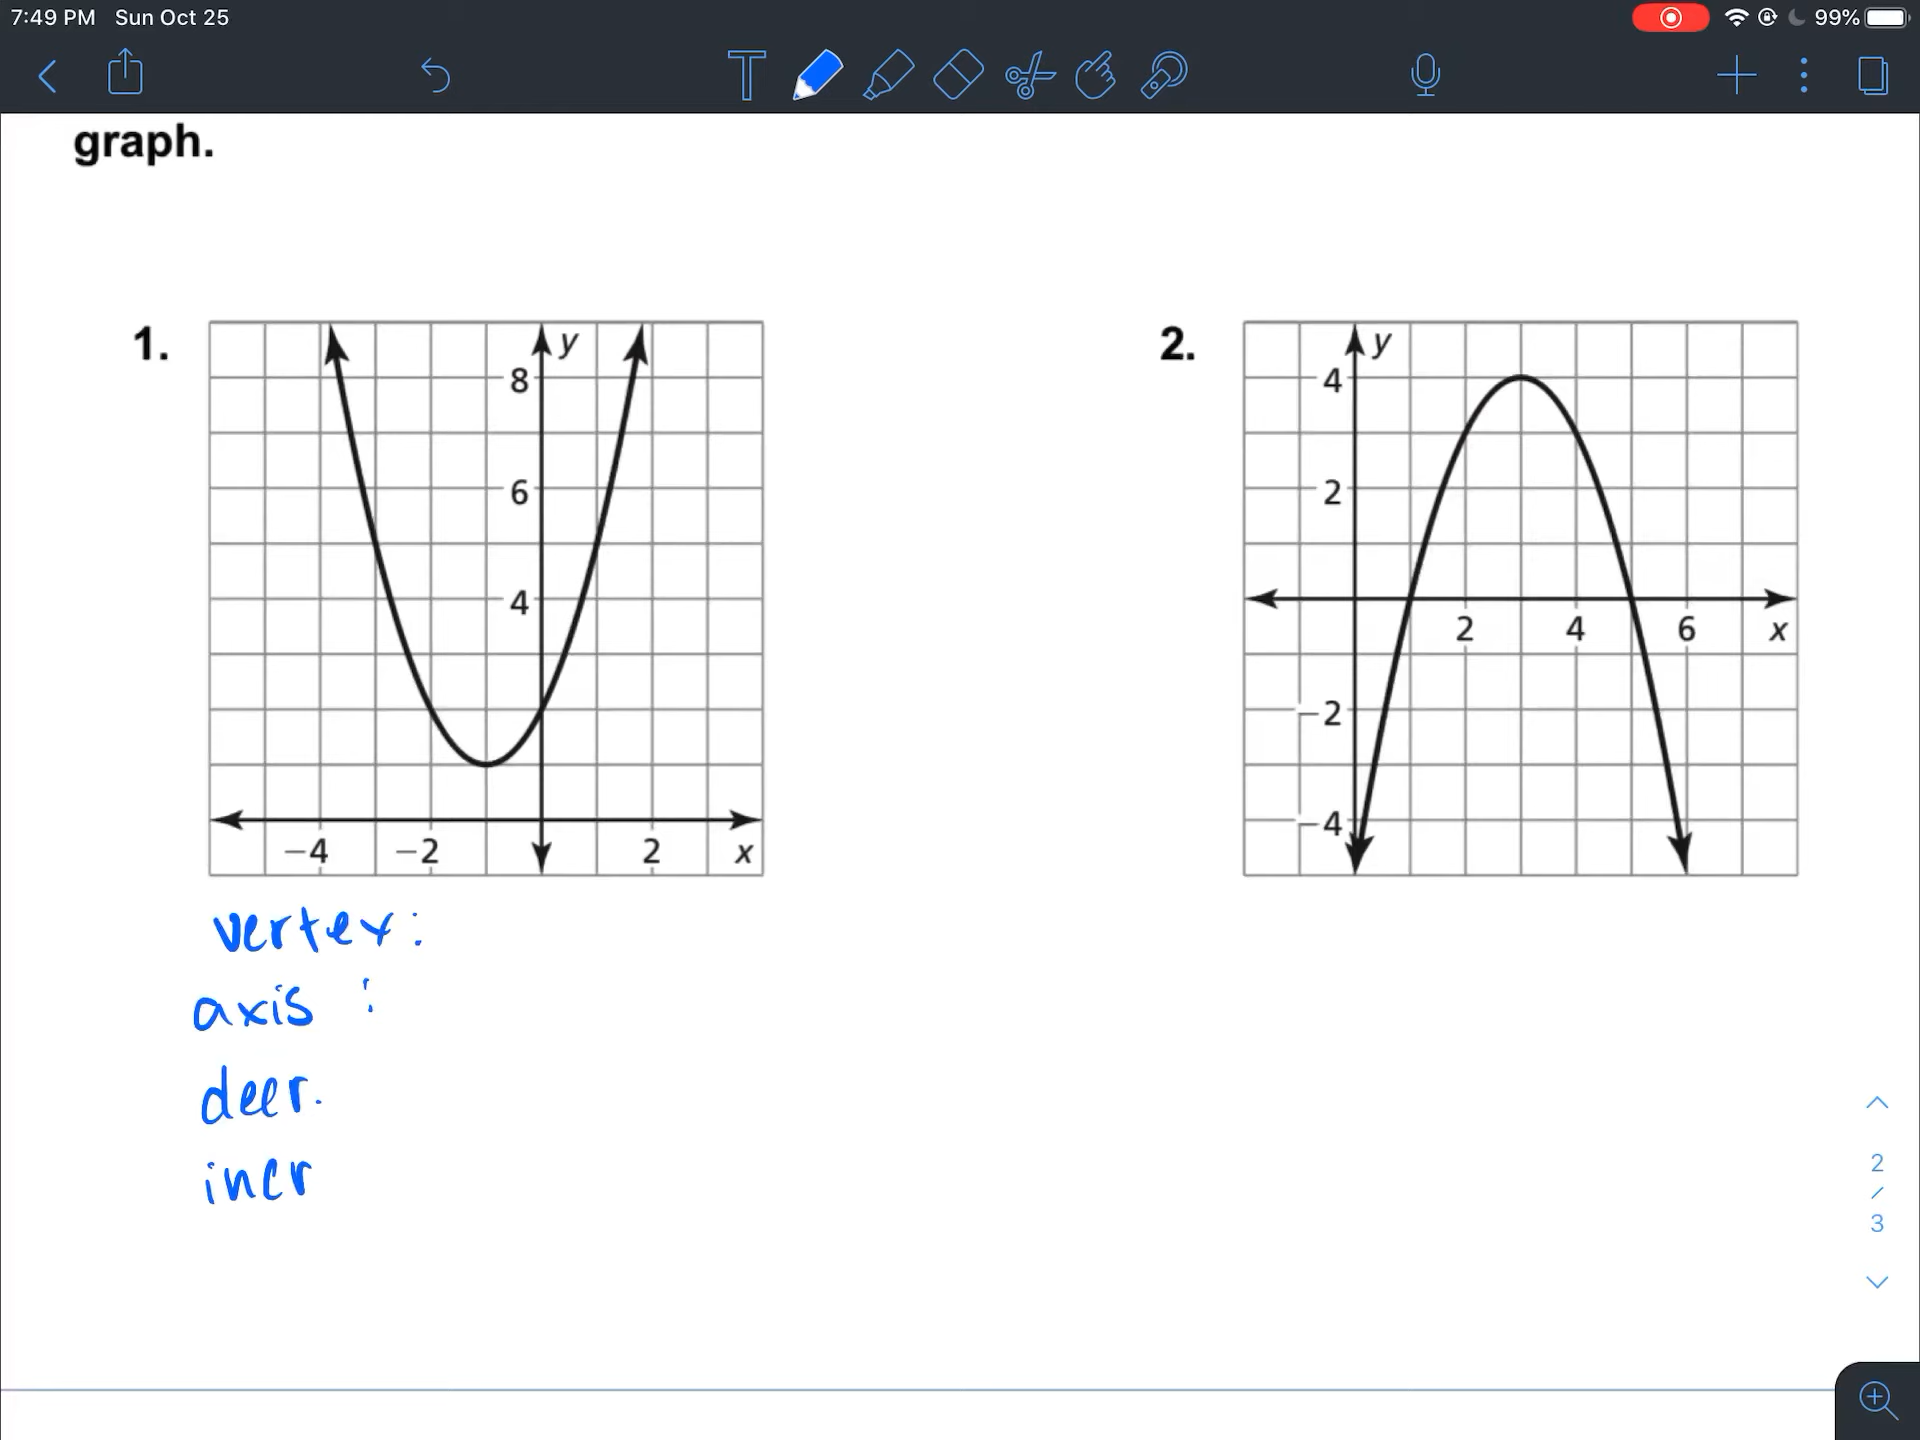 7:49 PM Sun Oct 25 99%
T
graph.
1.
y
8
6
4
−4 −2 2 x
2.
y
4
2
2 4 6 x
−2
−4
vertex:
axis :
decr.
incr
2
/
3